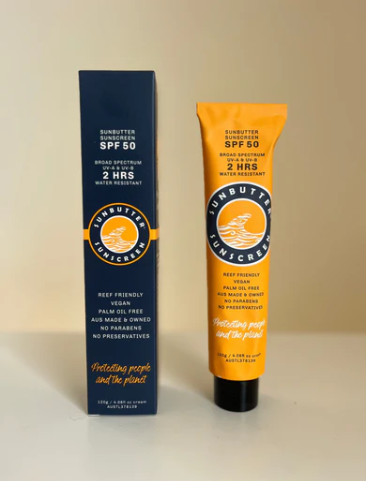 SUNBUTTER
SUNSCREEN
SPF 50
BROAD SPECTRUM
UV-A & UV-B
2 HRS
WATER RESISTANT
SUNBUTTER
SUNSCREEN
REEF FRIENDLY
VEGAN
PALM OIL FREE
AUS MADE & OWNED
NO PARABENS
NO PRESERVATIVES
Protecting people
and the planet
SUNBUTTER
SUNSCREEN
SPF 50
BROAD SPECTRUM
UV-A & UV-B
2 HRS
WATER RESISTANT
SUNBUTTER
SUNSCREEN
REEF FRIENDLY
VEGAN
PALM OIL FREE
AUS MADE & OWNED
NO PARABENS
NO PRESERVATIVES
Protecting people
and the planet